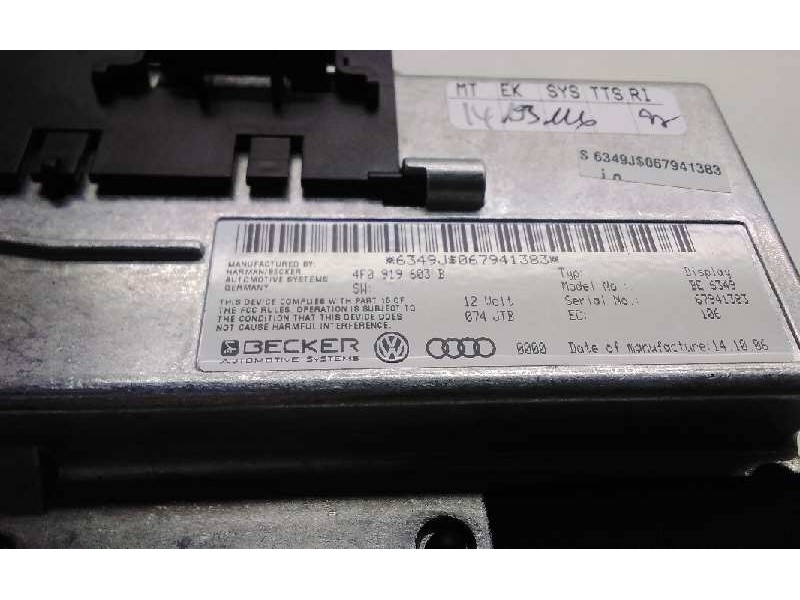 MT EK SYS TTS RI
14
S 6349J$067941383
*6349J$067941383*
MANUFACTURED BY:
HARMAN/BECKER
AUTOMOTIVE SYSTEMS
GERMANY
4F0 919 603 B
SW:
Typ: Display
Model No.: BE 6349
THIS DEVICE COMPLIES WITH PART 15 OF
THE FCC RULES. OPERATION IS SUBJECT TO
THE CONDITION THAT THIS DEVICE DOES
NOT CAUSE HARMFUL INTERFERENCE.
12 Volt
074 JTB
Serial No.: 67941383
EC: 106
BECKER
AUTOMOTIVE SYSTEMS
0000 Date of manufacture:14.10.06